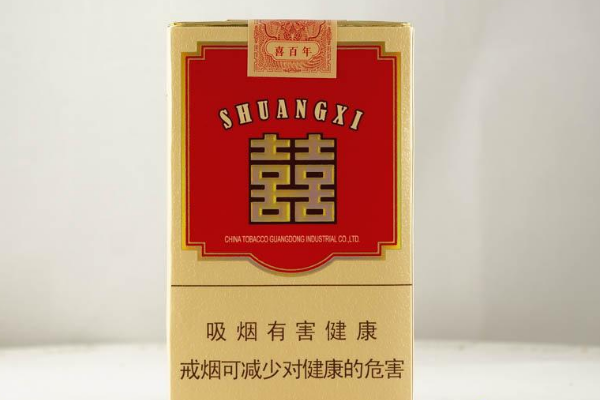 喜百年
SHUANGXI
囍
CHINA TOBACCO GUANGDONG INDUSTRIAL CO.,LTD.
吸烟有害健康
戒烟可减少对健康的危害